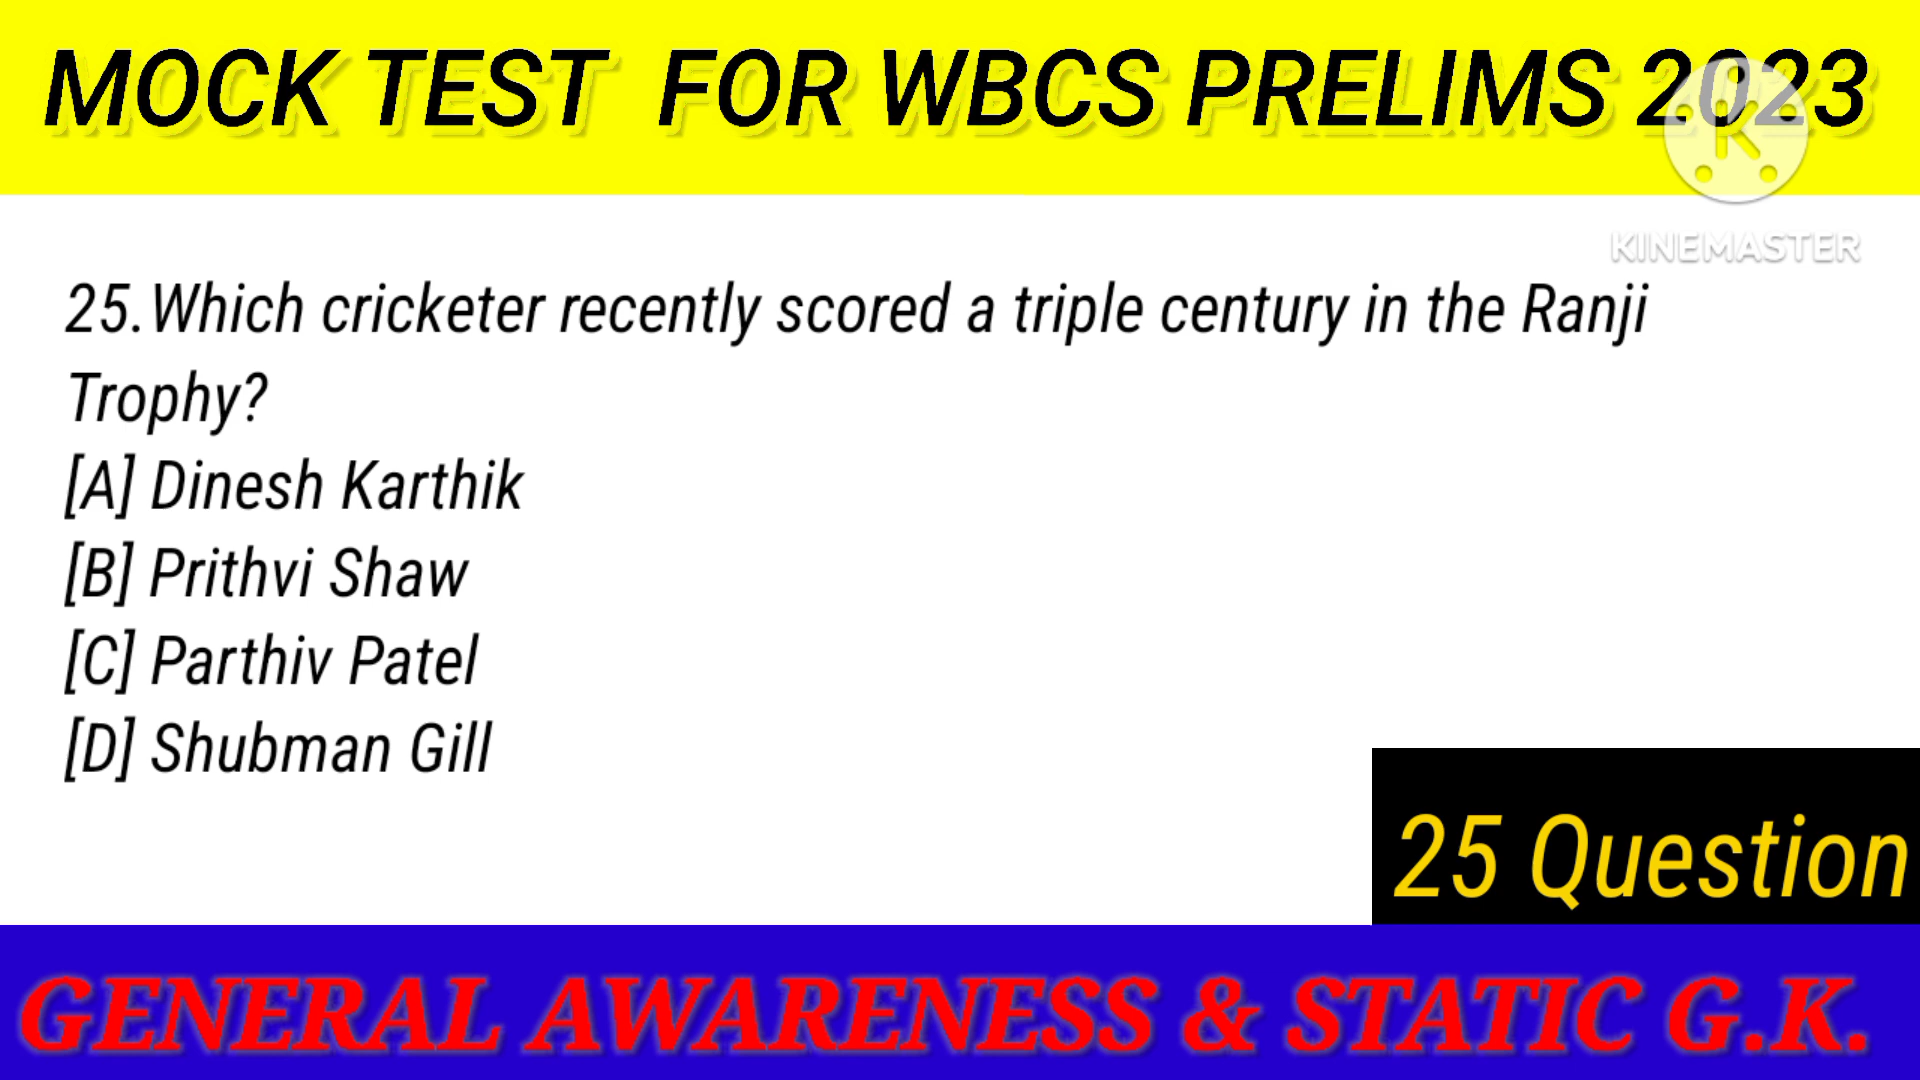 MOCK TEST FOR WBCS PRELIMS 2023
K
KINEMASTER
25.Which cricketer recently scored a triple century in the Ranji
Trophy?
[A] Dinesh Karthik
[B] Prithvi Shaw
[C] Parthiv Patel
[D] Shubman Gill
25 Question
GENERAL AWARENESS & STATIC G.K.